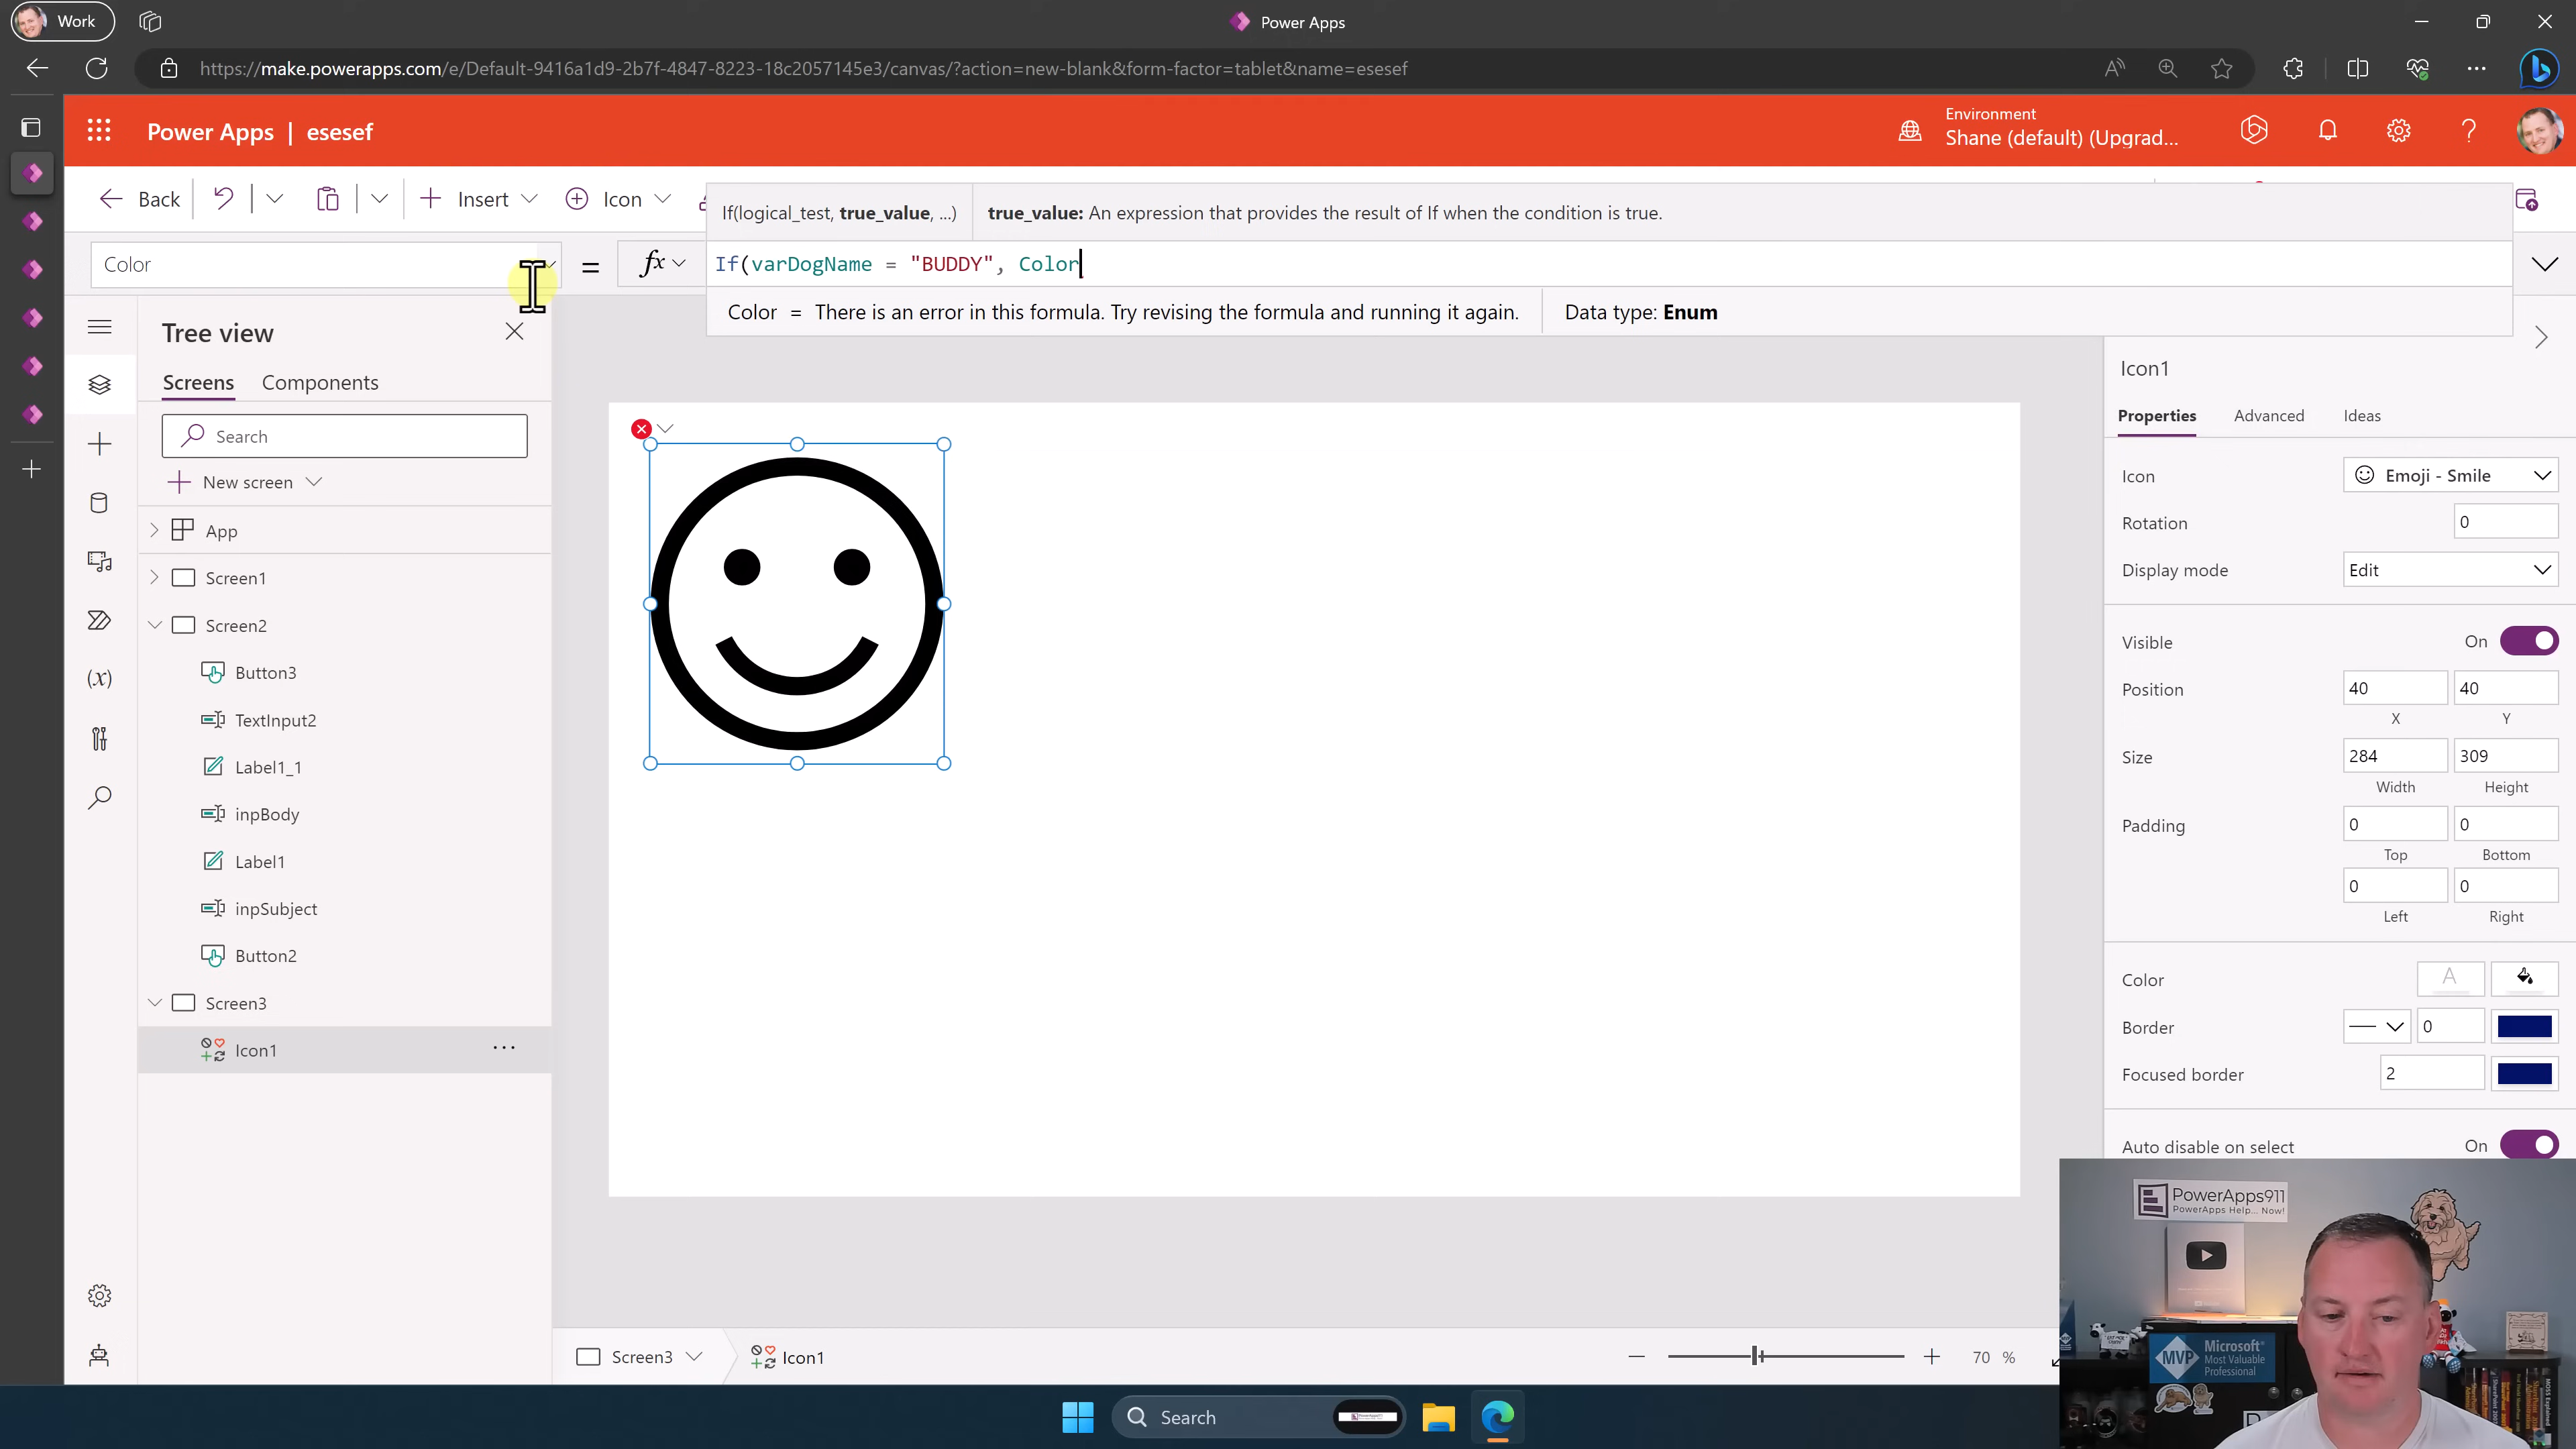 Work
Power Apps
https://make.powerapps.com/e/Default-9416a1d9-2b7f-4847-8223-18c2057145e3/canvas/?action=new-blank&form-factor=tablet&name=esesef
Power Apps | esesef
Environment
Shane (default) (Upgrad...
Back
Insert
Icon
If(logical_test, true_value, ...)
true_value: An expression that provides the result of If when the condition is true.
Color
=
fx
If(varDogName = "BUDDY", Color
Color = There is an error in this formula. Try revising the formula and running it again.
Data type: Enum
Tree view
Screens
Components
Search
New screen
App
Screen1
Screen2
Button3
TextInput2
Label1_1
inpBody
Label1
inpSubject
Button2
Screen3
Icon1
...
Icon1
Properties
Advanced
Ideas
Icon
Emoji - Smile
Rotation
0
Display mode
Edit
Visible
On
Position
40
40
X
Y
Size
284
309
Width
Height
Padding
0
0
Top
Bottom
0
0
Left
Right
Color
A
Border
0
Focused border
2
Auto disable on select
On
PowerApps911
PowerApps Help... Now!
MVP
Microsoft
Most Valuable
Professional
Screen3
Icon1
70 %
Search